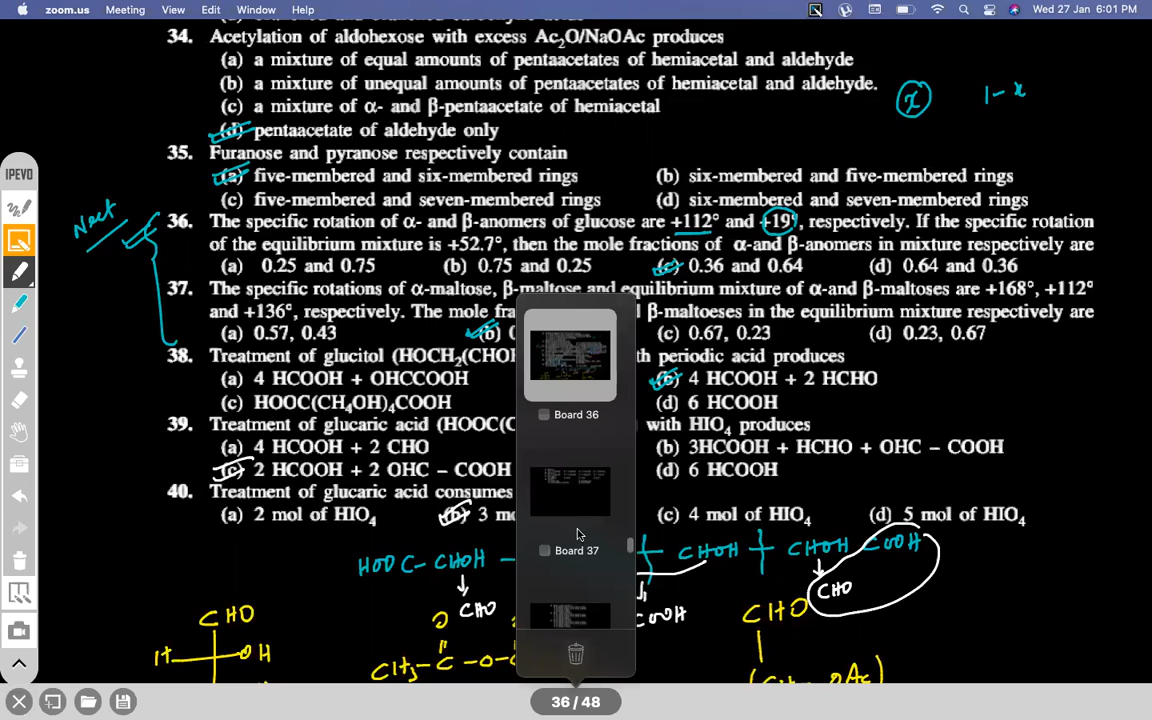 zoom.us Meeting View Edit Window Help Wed 27 Jan 6:01 PM
34. Acetylation of aldohexose with excess Ac₂O/NaOAc produces
(a) a mixture of equal amounts of pentaacetates of hemiacetal and aldehyde
(b) a mixture of unequal amounts of pentaacetates of hemiacetal and aldehyde.
x 1-x
(c) a mixture of α- and β-pentaacetate of hemiacetal
(d) pentaacetate of aldehyde only
35. Furanose and pyranose respectively contain
IPEVO
(a) five-membered and six-membered rings (b) six-membered and five-membered rings
(c) five-membered and seven-membered rings (d) six-membered and seven-membered rings
Next
36. The specific rotation of α- and β-anomers of glucose are +112° and +19°, respectively. If the specific rotation
of the equilibrium mixture is +52.7°, then the mole fractions of α-and β-anomers in mixture respectively are
(a) 0.25 and 0.75 (b) 0.75 and 0.25 (c) 0.36 and 0.64 (d) 0.64 and 0.36
37. The specific rotations of α-maltose, β-maltose and equilibrium mixture of α-and β-maltoses are +168°, +112°
and +136°, respectively. The mole β-maltoeses in the equilibrium mixture respectively are
(a) 0.57, 0.43 (b) (c) 0.67, 0.23 (d) 0.23, 0.67
38. Treatment of glucitol (HOCH₂(CHOH periodic acid produces
(a) 4 HCOOH + OHCCOOH 4 HCOOH + 2 HCHO
(c) HOOC(CH₄OH)₄COOH (d) 6 HCOOH
Board 36
39. Treatment of glucaric acid with HIO₄ produces
(a) 4 HCOOH + 2 CHO (b) 3HCOOH + HCHO + OHC – COOH
(c) 2 HCOOH + 2 OHC – COOH (d) 6 HCOOH
40. Treatment of glucaric acid consumes
(a) 2 mol of HIO₄ (b) 3 (c) 4 mol of HIO₄ (d) 5 mol of HIO₄
Board 37
HOOC- CHOH - CHOH CHOH COOH
CHO CHO
COOH
CHO CHO
H OH
O
CH₃-C-O-
36 / 48